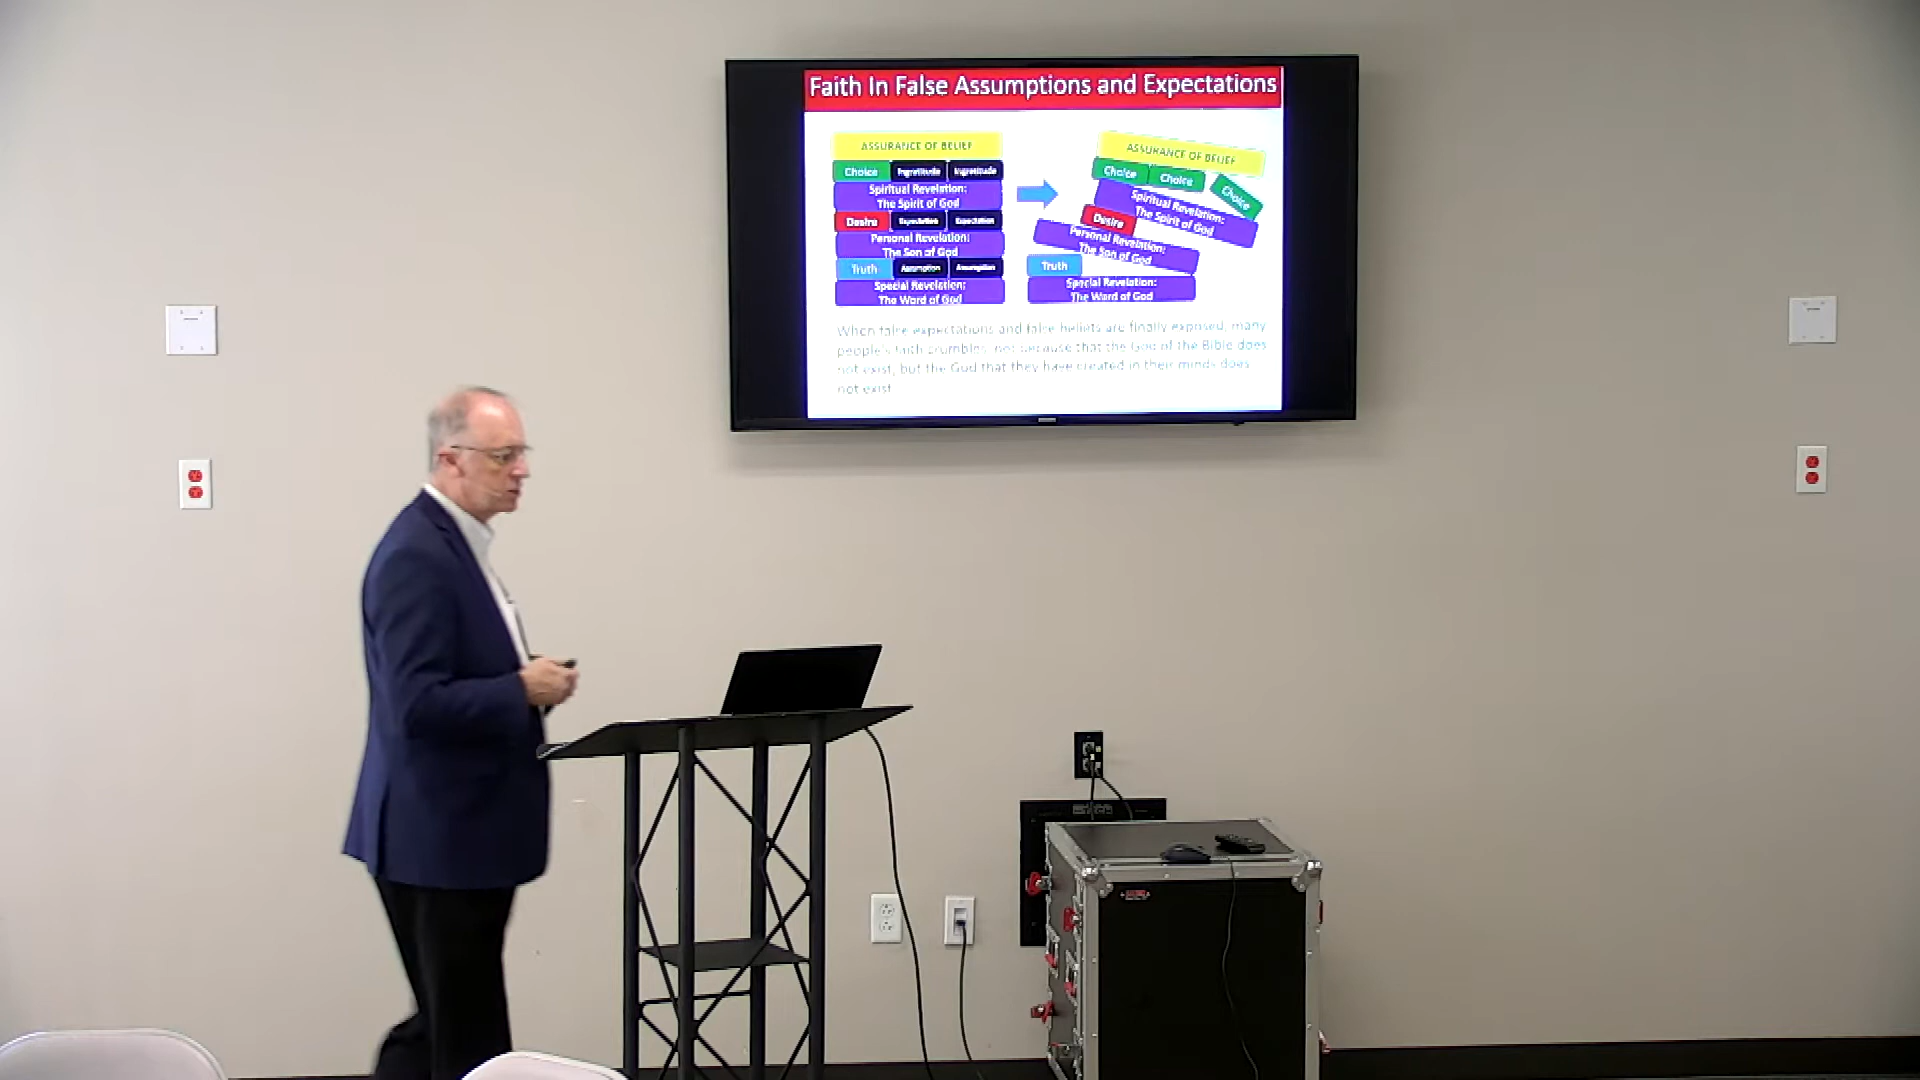 Faith In False Assumptions and Expectations
ASSURANCE OF BELIEF
Choice Ingratitude Ingratitude
Spiritual Revelation:
The Spirit of God
Desire Expectation Expectation
Personal Revelation:
The Son of God
Truth Assumption Assumption
Special Revelation:
The Word of God
ASSURANCE OF BELIEF
Choice Choice Choice
Spiritual Revelation:
The Spirit of God
Desire
Personal Revelation:
The Son of God
Truth
Special Revelation:
The Word of God
When false expectations and false beliefs are finally exposed, many
people's faith crumbles, not because that the God of the Bible does
not exist, but the God that they have created in their minds does
not exist